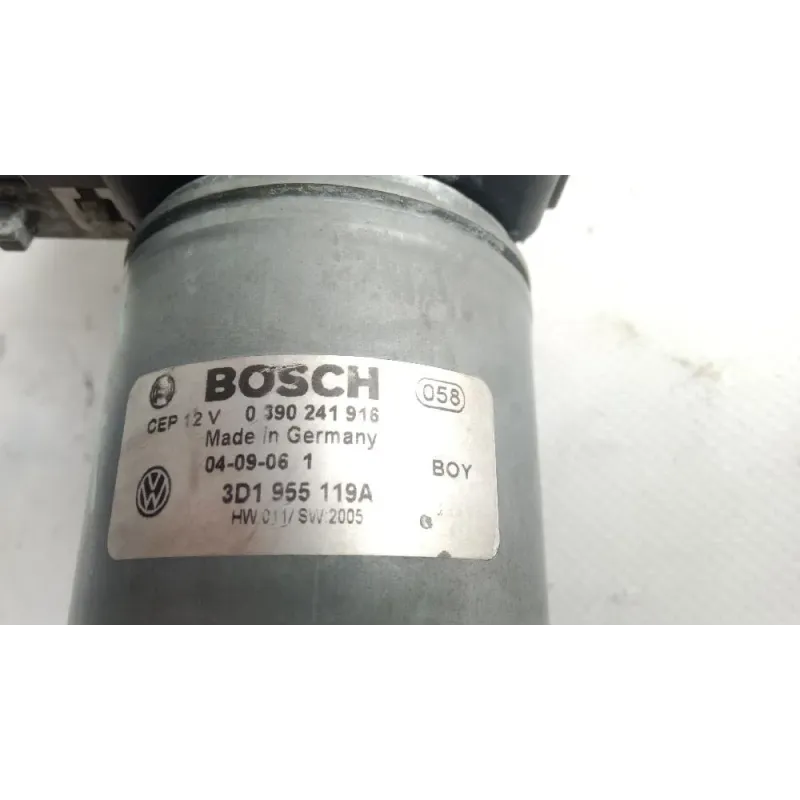 BOSCH 058
CEP 12 V 0 390 241 916
Made in Germany
04-09-06 1 BOY
VW 3D1 955 119A
HW:011/ SW:2005